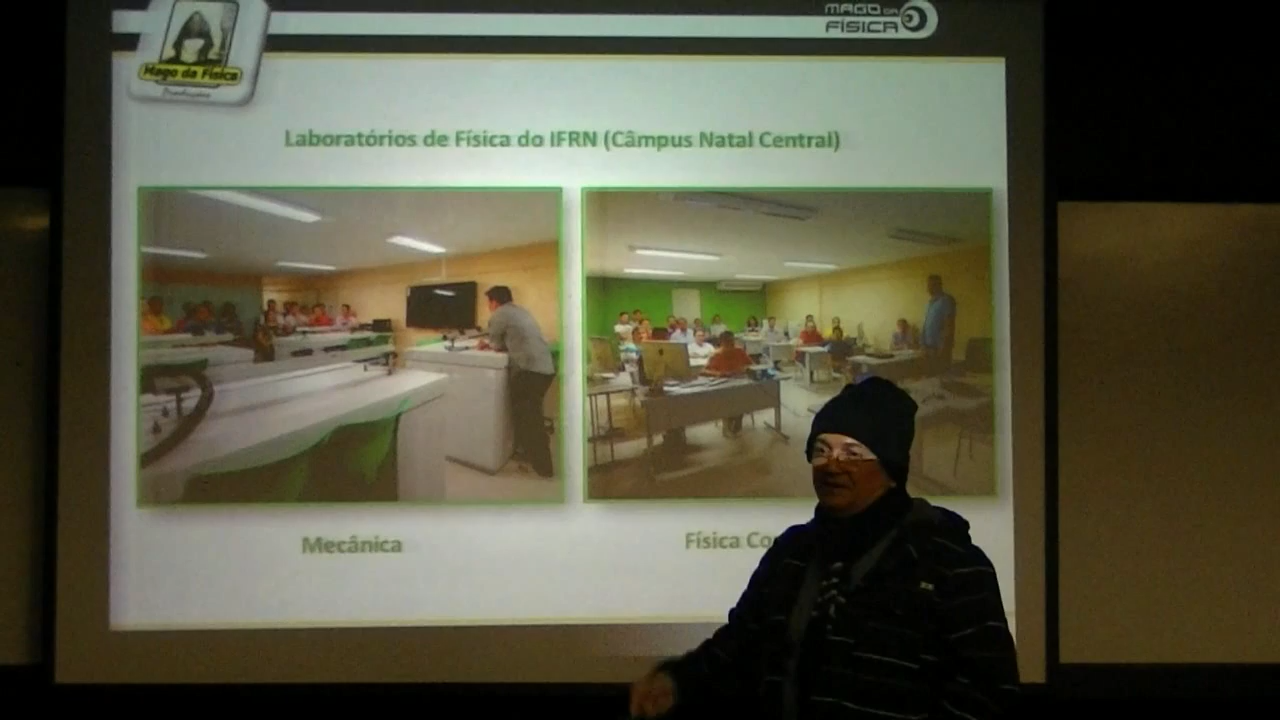 MAGO DA
FÍSICA
Mago da Física
Laboratórios de Física do IFRN (Câmpus Natal Central)
Mecânica
Física